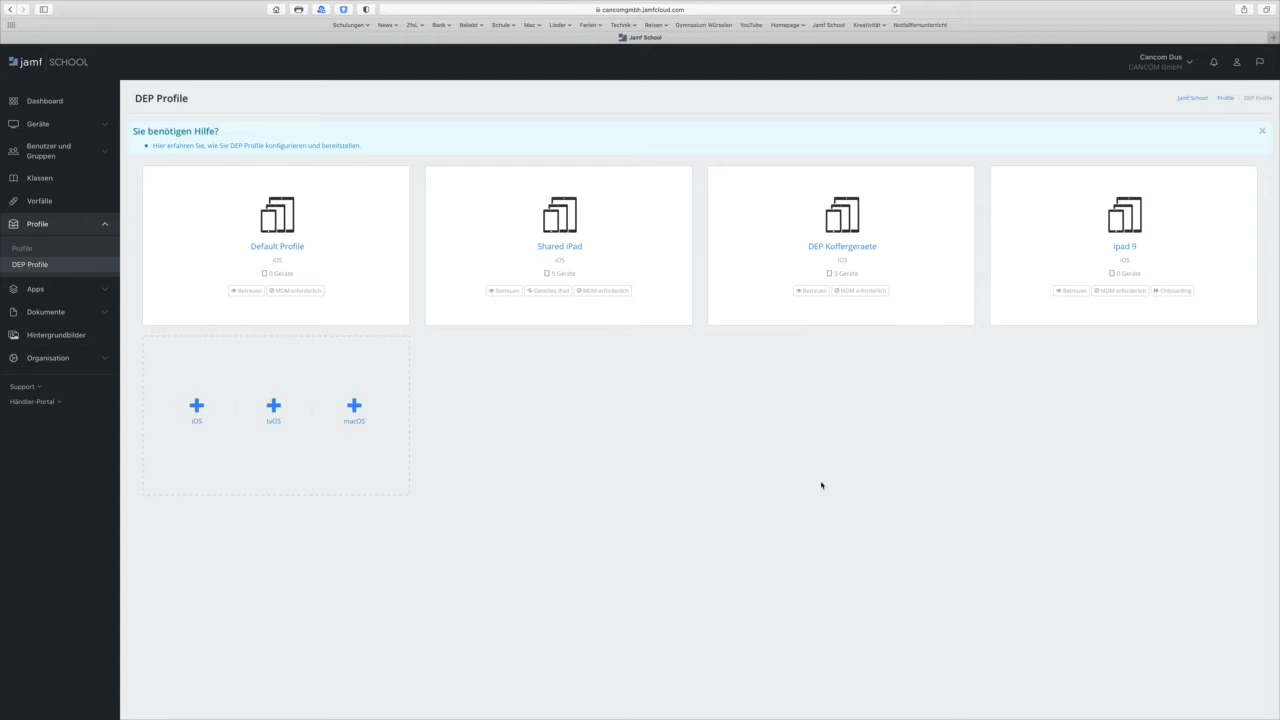 cancomgmbh.jamfcloud.com
Schulungen News ZfsL Bank Beliebt Schule Mac Lieder Ferien Technik Reisen Gymnasium Würselen YouTube Homepage Jamf School Kreativität Notfallfernunterricht
Jamf School
jamf SCHOOL
Cancom Dus
CANCOM GmbH
Dashboard
Geräte
Benutzer und
Gruppen
Klassen
Vorfälle
Profile
Profile
DEP Profile
Apps
Dokumente
Hintergrundbilder
Organisation
Support
Händler-Portal
DEP Profile
Jamf School / Profile / DEP Profile
Sie benötigen Hilfe?
Hier erfahren Sie, wie Sie DEP Profile konfigurieren und bereitstellen.
Default Profile
iOS
0 Geräte
Betreuen MDM erforderlich
Shared iPad
iOS
9 Geräte
Betreuen Geteiltes iPad MDM erforderlich
DEP Koffergeraete
iOS
3 Geräte
Betreuen MDM erforderlich
ipad 9
iOS
0 Geräte
Betreuen MDM erforderlich Onboarding
iOS
tvOS
macOS